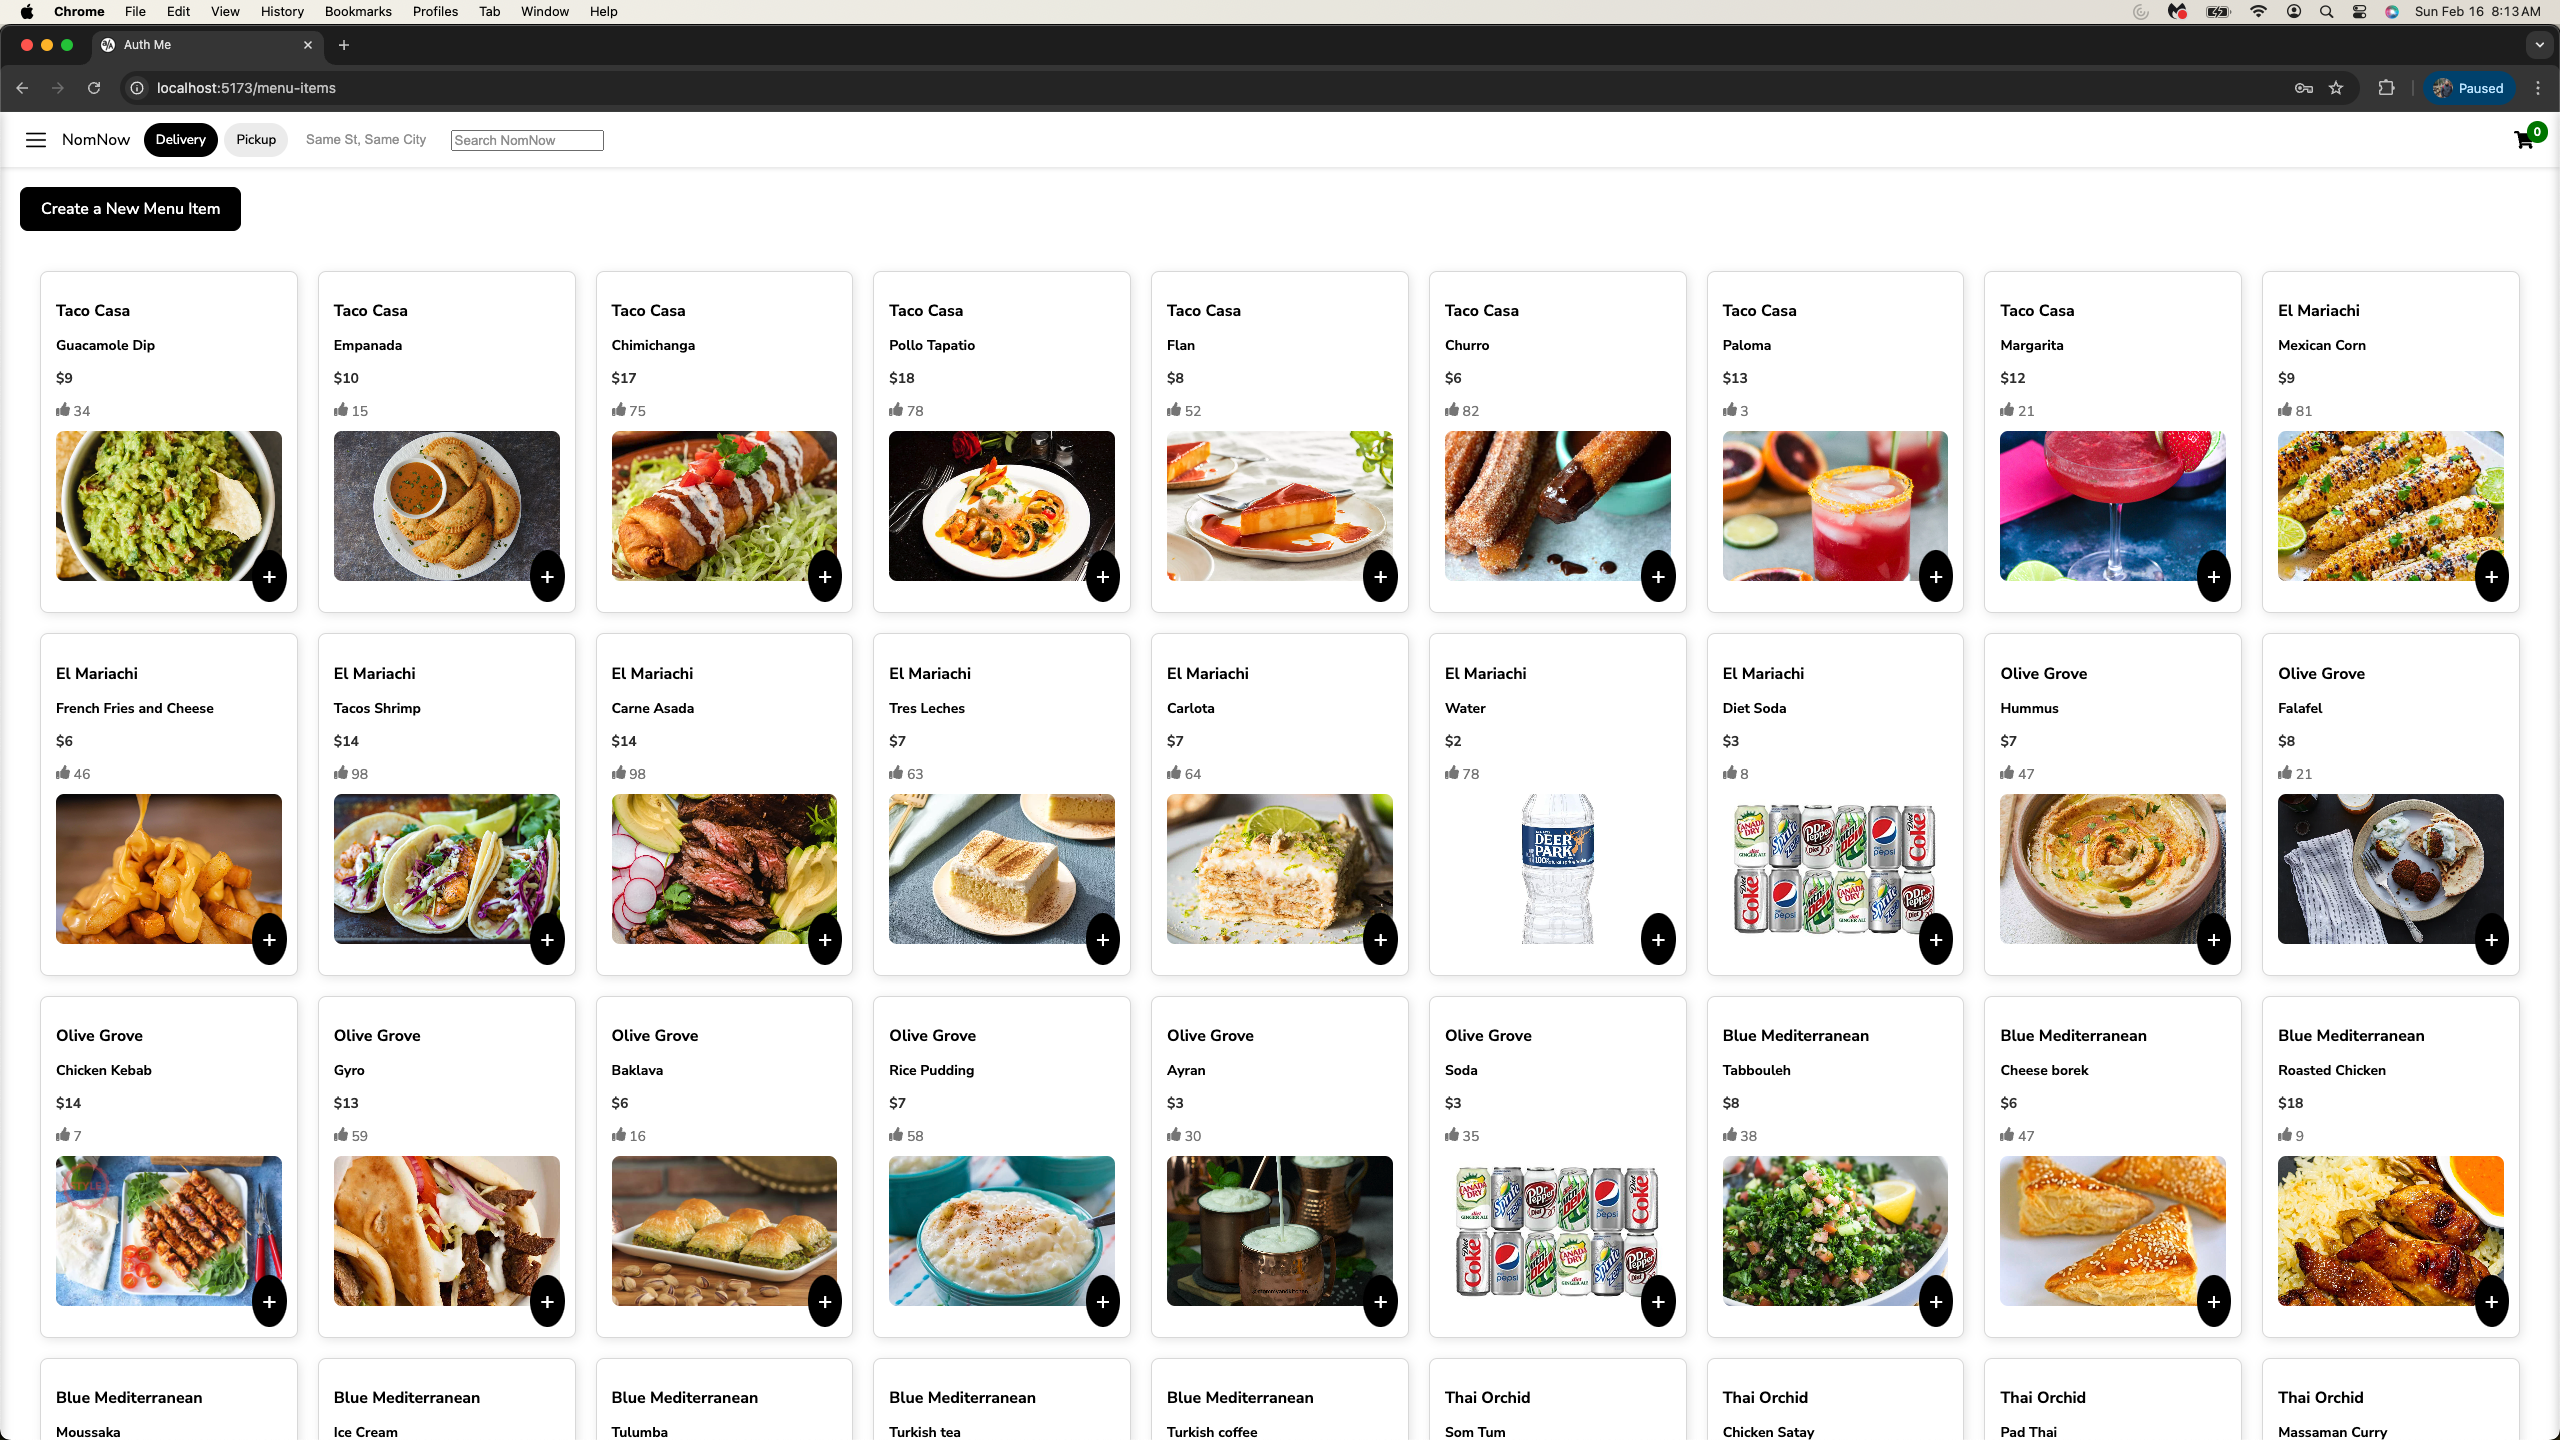 Chrome File Edit View History Bookmarks Profiles Tab Window Help Sun Feb 16 8:13 AM
Auth Me
localhost:5173/menu-items Paused
NomNow Delivery Pickup Same St, Same City Search NomNow 0
Create a New Menu Item
Taco Casa Taco Casa Taco Casa Taco Casa Taco Casa Taco Casa Taco Casa Taco Casa El Mariachi
Guacamole Dip Empanada Chimichanga Pollo Tapatio Flan Churro Paloma Margarita Mexican Corn
$9 $10 $17 $18 $8 $6 $13 $12 $9
34 15 75 78 52 82 3 21 81
+ + + + + + + + +
El Mariachi El Mariachi El Mariachi El Mariachi El Mariachi El Mariachi El Mariachi Olive Grove Olive Grove
French Fries and Cheese Tacos Shrimp Carne Asada Tres Leches Carlota Water Diet Soda Hummus Falafel
$6 $14 $14 $7 $7 $2 $3 $7 $8
46 98 98 63 64 78 8 47 21
DEER
PARK
+ + + + + + + + +
Olive Grove Olive Grove Olive Grove Olive Grove Olive Grove Olive Grove Blue Mediterranean Blue Mediterranean Blue Mediterranean
Chicken Kebab Gyro Baklava Rice Pudding Ayran Soda Tabbouleh Cheese borek Roasted Chicken
$14 $13 $6 $7 $3 $3 $8 $6 $18
7 59 16 58 30 35 38 47 9
+ + + + + + + + +
Blue Mediterranean Blue Mediterranean Blue Mediterranean Blue Mediterranean Blue Mediterranean Thai Orchid Thai Orchid Thai Orchid Thai Orchid
Moussaka Ice Cream Tulumba Turkish tea Turkish coffee Som Tum Chicken Satay Pad Thai Massaman Curry